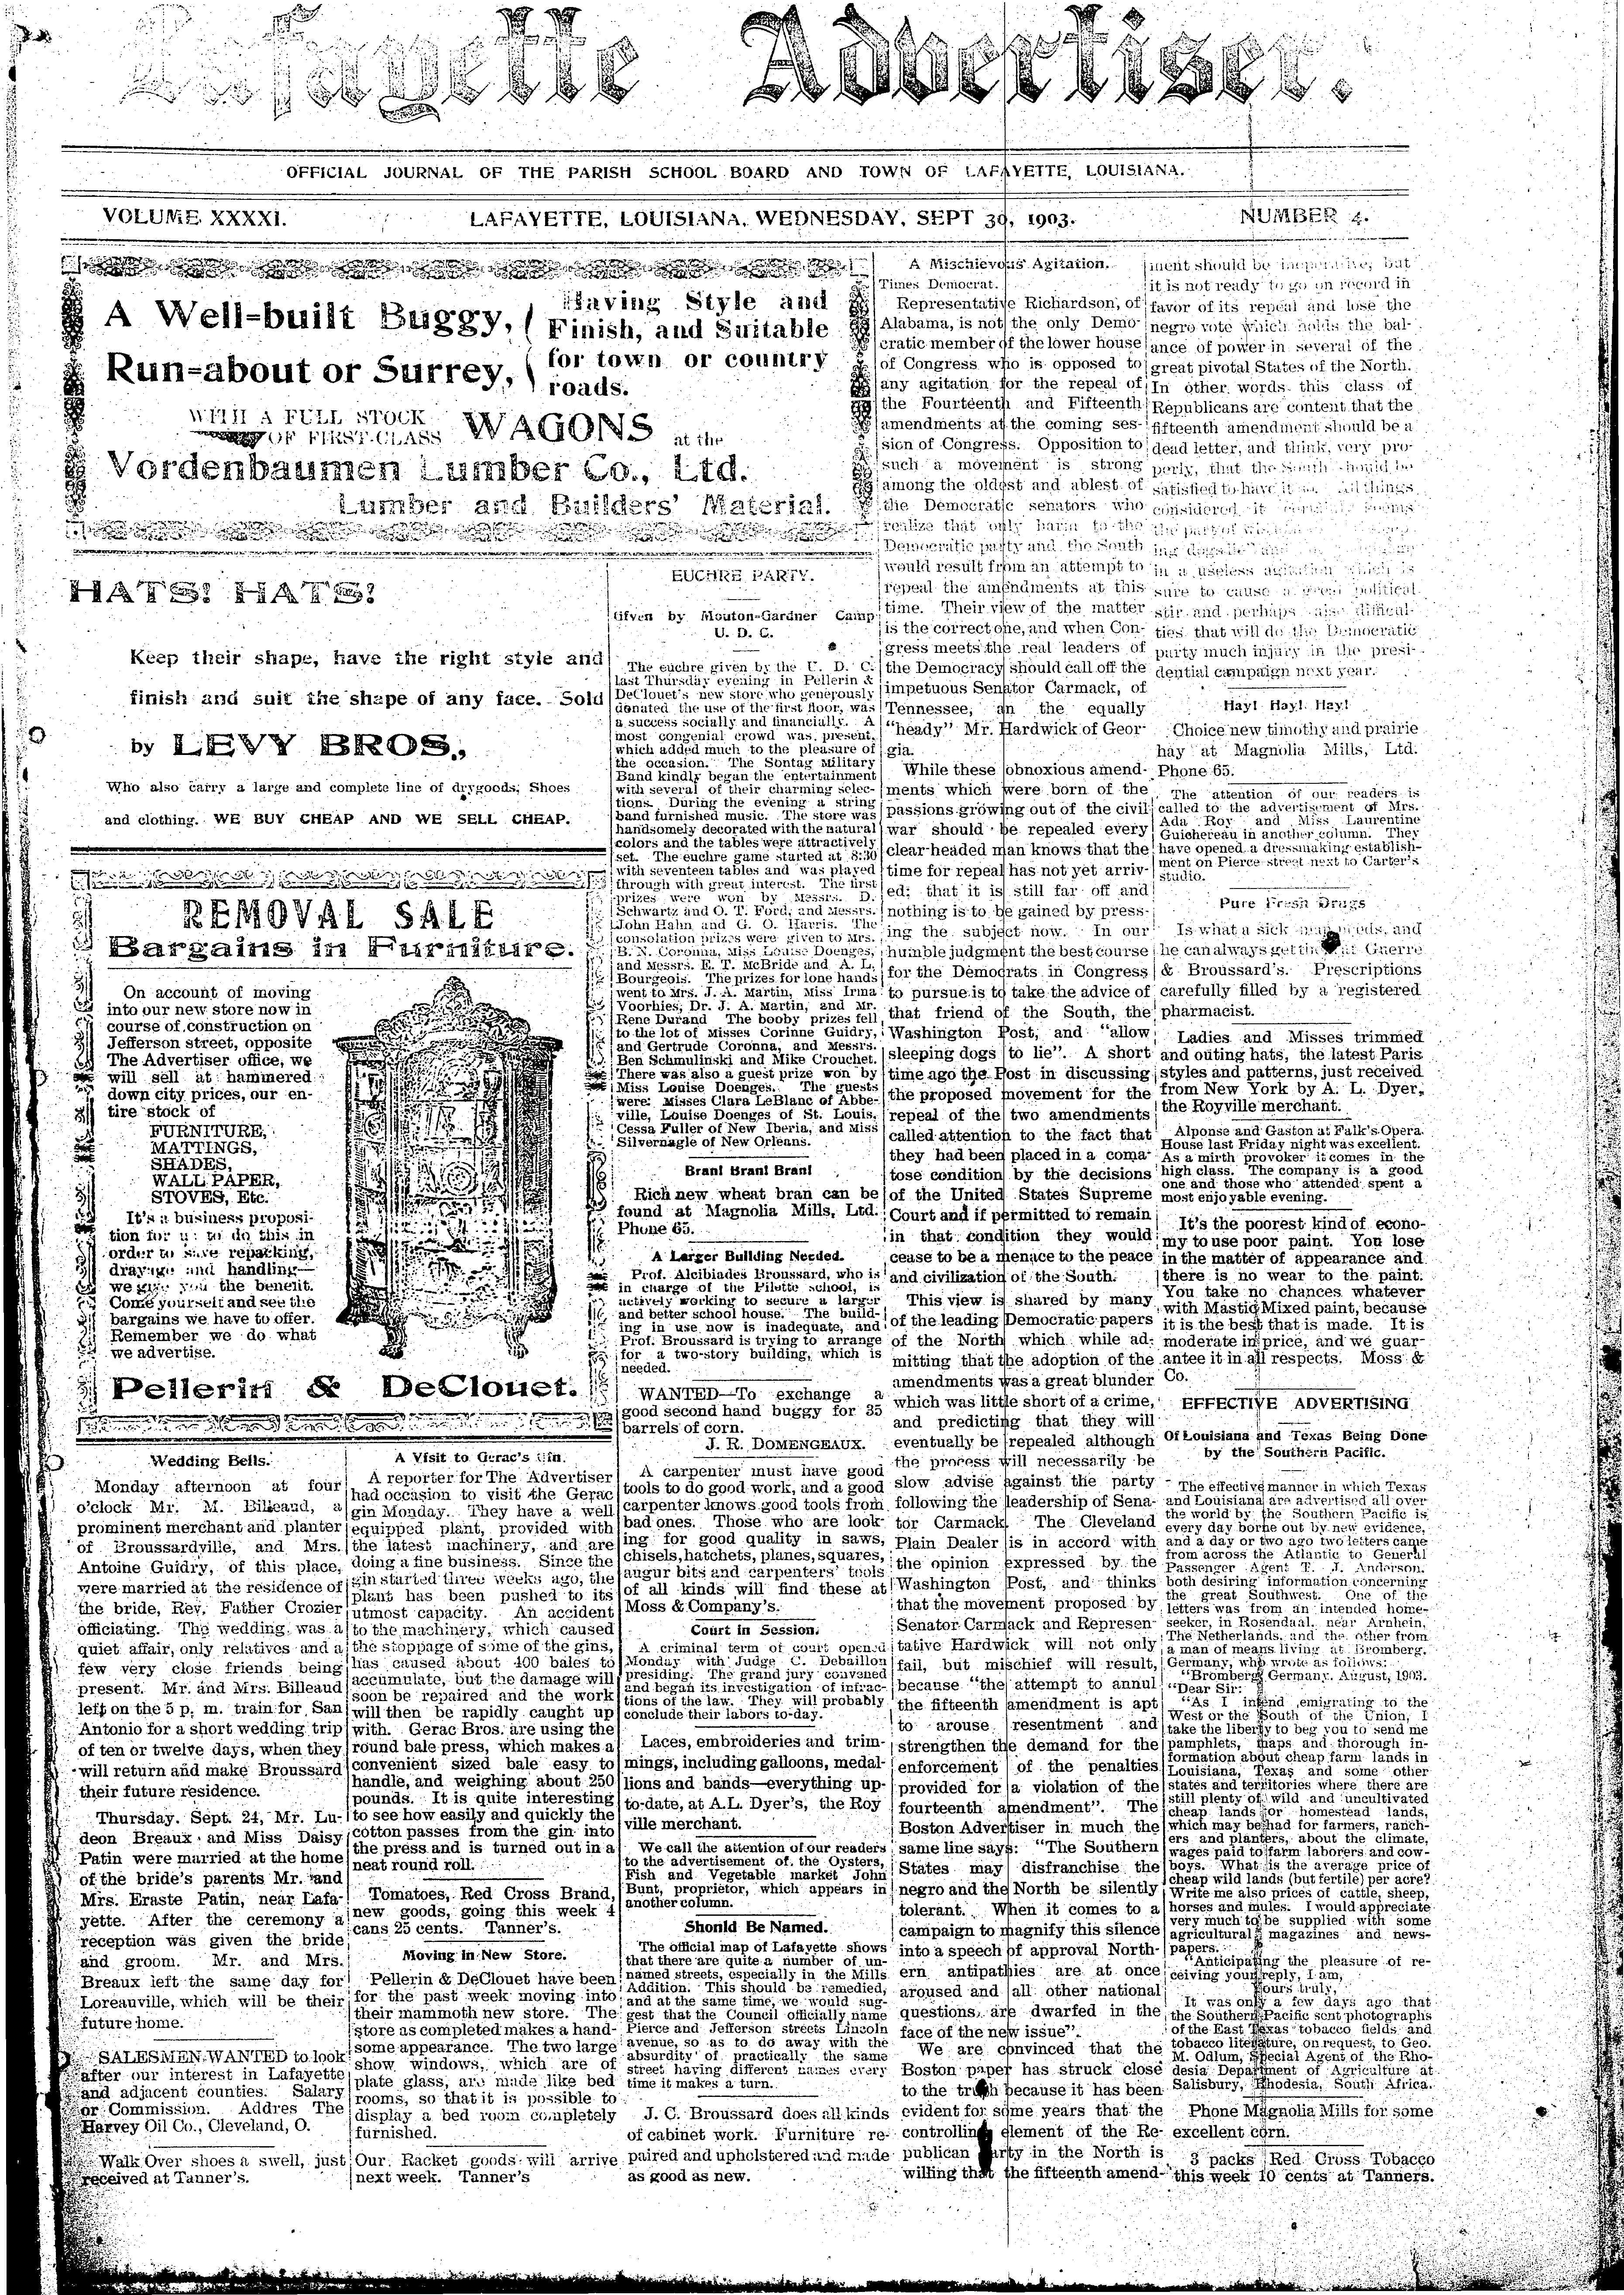 Lafayette Advertiser.
OFFICIAL JOURNAL OF THE PARISH SCHOOL BOARD AND TOWN OF LAFAYETTE, LOUISIANA.
VOLUME XXXXI.
LAFAYETTE, LOUISIANA, WEDNESDAY, SEPT 30, 1903.
NUMBER 4.
A Well-built Buggy,
Run-about or Surrey,
Having Style and
Finish, and Suitable
for town or country
roads.
WITH A FULL STOCK
OF FIRST-CLASS WAGONS at the
Vordenbaumen Lumber Co., Ltd.
Lumber and Builders' Material.
HATS! HATS!
Keep their shape, have the right style and
finish and suit the shape of any face. Sold
by LEVY BROS.,
Who also carry a large and complete line of drygoods, Shoes
and clothing. WE BUY CHEAP AND WE SELL CHEAP.
REMOVAL SALE
Bargains in Furniture.
On account of moving
into our new store now in
course of construction on
Jefferson street, opposite
The Advertiser office, we
will sell at hammered
down city prices, our en-
tire stock of
FURNITURE,
MATTINGS,
SHADES,
WALL PAPER,
STOVES, Etc.
It's a business proposi-
tion for us to do this in
order to save repacking,
drayage and handling—
we give you the benefit.
Come yourself and see the
bargains we have to offer.
Remember we do what
we advertise.
Pellerin & DeClouet.
Wedding Bells.
Monday afternoon at four
o'clock Mr. M. Billeaud, a
prominent merchant and planter
of Broussardville, and Mrs.
Antoine Guidry, of this place,
were married at the residence of
the bride, Rev. Father Crozier
officiating. The wedding was a
quiet affair, only relatives and a
few very close friends being
present. Mr. and Mrs. Billeaud
left on the 5 p. m. train for San
Antonio for a short wedding trip
of ten or twelve days, when they
will return and make Broussard
their future residence.
Thursday. Sept. 24, Mr. Lu-
deon Breaux and Miss Daisy
Patin were married at the home
of the bride's parents Mr. and
Mrs. Eraste Patin, near Lafa-
yette. After the ceremony a
reception was given the bride
and groom. Mr. and Mrs.
Breaux left the same day for
Loreauville, which will be their
future home.
SALESMEN WANTED to look
after our interest in Lafayette
and adjacent counties. Salary
or Commission. Addres The
Harvey Oil Co., Cleveland, O.
Walk Over shoes a swell, just
received at Tanner's.
A Visit to Gerac's Gin.
A reporter for The Advertiser
had occasion to visit the Gerac
gin Monday. They have a well
equipped plant, provided with
the latest machinery, and are
doing a fine business. Since the
gin started three weeks ago, the
plant has been pushed to its
utmost capacity. An accident
to the machinery, which caused
the stoppage of some of the gins,
has caused about 400 bales to
accumulate, but the damage will
soon be repaired and the work
will then be rapidly caught up
with. Gerac Bros. are using the
round bale press, which makes a
convenient sized bale easy to
handle, and weighing about 250
pounds. It is quite interesting
to see how easily and quickly the
cotton passes from the gin into
the press and is turned out in a
neat round roll.
Tomatoes, Red Cross Brand,
new goods, going this week 4
cans 25 cents. Tanner's.
Moving in New Store.
Pellerin & DeClouet have been
for the past week moving into
their mammoth new store. The
store as completed makes a hand-
some appearance. The two large
show windows, which are of
plate glass, are made like bed
rooms, so that it is possible to
display a bed room completely
furnished.
Our Racket goods will arrive
next week. Tanner's
EUCHRE PARTY.
Given by Mouton-Gardner Camp
U. D. C.
The euchre given by the U. D. C.
last Thursday evening in Pellerin &
DeClouet's new store who generously
donated the use of the first floor, was
a success socially and financially. A
most congenial crowd was present,
which added much to the pleasure of
the occasion. The Sontag Military
Band kindly began the entertainment
with several of their charming selec-
tions. During the evening a string
band furnished music. The store was
handsomely decorated with the natural
colors and the tables were attractively
set. The euchre game started at 8:30
with seventeen tables and was played
through with great interest. The first
prizes were won by Messrs. D.
Schwartz and O. T. Ford, and Messrs.
John Hahn and G. O. Harris. The
consolation prizes were given to Mrs.
B. N. Coronna, Miss Louise Doenges,
and Messrs. E. T. McBride and A. L.
Bourgeois. The prizes for lone hands
went to Mrs. J. A. Martin, Miss Irma
Voorhies, Dr. J. A. Martin, and Mr.
Rene Durand The booby prizes fell
to the lot of Misses Corinne Guidry,
and Gertrude Coronna, and Messrs.
Ben Schmulinski and Mike Crouchet.
There was also a guest prize won by
Miss Louise Doenges. The guests
were: Misses Clara LeBlanc of Abbe-
ville, Louise Doenges of St. Louis,
Cessa Fuller of New Iberia, and Miss
Silvernagle of New Orleans.
Bran! Bran! Bran!
Rich new wheat bran can be
found at Magnolia Mills, Ltd.
Phone 65.
A Larger Building Needed.
Prof. Alcibiades Broussard, who is
in charge of the Pilette school, is
actively working to secure a larger
and better school house. The build-
ing in use now is inadequate, and
Prof. Broussard is trying to arrange
for a two-story building, which is
needed.
WANTED—To exchange a
good second hand buggy for 35
barrels of corn.
J. R. DOMENGEAUX.
A carpenter must have good
tools to do good work, and a good
carpenter knows good tools from
bad ones. Those who are look-
ing for good quality in saws,
chisels, hatchets, planes, squares,
augur bits and carpenters' tools
of all kinds will find these at
Moss & Company's.
Court in Session.
A criminal term of court opened
Monday with Judge C. Debaillon
presiding. The grand jury convened
and began its investigation of infrac-
tions of the law. They will probably
conclude their labors to-day.
Laces, embroideries and trim-
mings, including galloons, medal-
lions and bands—everything up-
to-date, at A.L. Dyer's, the Roy
ville merchant.
We call the attention of our readers
to the advertisement of the Oysters,
Fish and Vegetable market John
Bunt, proprietor, which appears in
another column.
Should Be Named.
The official map of Lafayette shows
that there are quite a number of un-
named streets, especially in the Mills
Addition. This should be remedied,
and at the same time, we would sug-
gest that the Council officially name
Pierce and Jefferson streets Lincoln
avenue, so as to do away with the
absurdity of practically the same
street having different names every
time it makes a turn.
J. C. Broussard does all kinds
of cabinet work. Furniture re-
paired and upholstered and made
as good as new.
A Mischievous Agitation.
Times Democrat.
Representative Richardson, of
Alabama, is not the only Demo-
cratic member of the lower house
of Congress who is opposed to
any agitation for the repeal of
the Fourteenth and Fifteenth
amendments at the coming ses-
sion of Congress. Opposition to
such a movement is strong
among the oldest and ablest of
the Democratic senators who
realize that only harm to the
Democratic party and the South
would result from an attempt to
repeal the amendments at this
time. Their view of the matter
is the correct one, and when Con-
gress meets the real leaders of
the Democracy should call off the
impetuous Senator Carmack, of
Tennessee, an the equally
"heady" Mr. Hardwick of Geor
gia.
While these obnoxious amend-
ments which were born of the
passions growing out of the civil
war should be repealed every
clear-headed man knows that the
time for repeal has not yet arriv-
ed; that it is still far off and
nothing is to be gained by press-
ing the subject now. In our
humble judgment the best course
for the Democrats in Congress
to pursue is to take the advice of
that friend of the South, the
Washington Post, and "allow
sleeping dogs to lie". A short
time ago the Post in discussing
the proposed movement for the
repeal of the two amendments
called attention to the fact that
they had been placed in a coma-
tose condition by the decisions
of the United States Supreme
Court and if permitted to remain
in that condition they would
cease to be a menace to the peace
and civilization of the South.
This view is shared by many
of the leading Democratic papers
of the North which while ad-
mitting that the adoption of the
amendments was a great blunder
which was little short of a crime,
and predicting that they will
eventually be repealed although
the process will necessarily be
slow advise against the party
following the leadership of Sena-
tor Carmack. The Cleveland
Plain Dealer is in accord with
the opinion expressed by the
Washington Post, and thinks
that the movement proposed by
Senator Carmack and Represen-
tative Hardwick will not only
fail, but mischief will result,
because "the attempt to annul
the fifteenth amendment is apt
to arouse resentment and
strengthen the demand for the
enforcement of the penalties
provided for a violation of the
fourteenth amendment". The
Boston Advertiser in much the
same line says: "The Southern
States may disfranchise the
negro and the North be silently
tolerant. When it comes to a
campaign to magnify this silence
into a speech of approval North-
ern antipathies are at once
aroused and all other national
questions are dwarfed in the
face of the new issue".
We are convinced that the
Boston paper has struck close
to the truth because it has been
evident for some years that the
controlling element of the Re-
publican party in the North is
willing that the fifteenth amend-
ment should be imperative, but
it is not ready to go on record in
favor of its repeal and lose the
negro vote which holds the bal-
ance of power in several of the
great pivotal States of the North.
In other words this class of
Republicans are content that the
fifteenth amendment should be a
dead letter, and think, very pro-
perly, that the South should be
satisfied to have it so. All things
considered it
the part of
ing dogs lie" and
in a useless agitation which is
sure to cause a great political
stir and perhaps also difficul-
ties that will do the Democratic
party much injury in the presi-
dential campaign next year.
Hay! Hay! Hay!
Choice new timothy and prairie
hay at Magnolia Mills, Ltd.
Phone 65.
The attention of our readers is
called to the advertisement of Mrs.
Ada Roy and Miss Laurentine
Guichereau in another column. They
have opened a dressmaking establish-
ment on Pierce street next to Carter's
studio.
Pure Fresh Drugs
Is what a sick man needs, and
he can always get them at Guerre
& Broussard's. Prescriptions
carefully filled by a registered
pharmacist.
Ladies and Misses trimmed
and outing hats, the latest Paris
styles and patterns, just received
from New York by A. L. Dyer,
the Royville merchant.
Alponse and Gaston at Falk's Opera
House last Friday night was excellent.
As a mirth provoker it comes in the
high class. The company is a good
one and those who attended spent a
most enjoyable evening.
It's the poorest kind of econo-
my to use poor paint. You lose
in the matter of appearance and
there is no wear to the paint.
You take no chances whatever
with Mastic Mixed paint, because
it is the best that is made. It is
moderate in price, and we guar-
antee it in all respects. Moss &
Co.
EFFECTIVE ADVERTISING
Of Louisiana and Texas Being Done
by the Southern Pacific.
The effective manner in which Texas
and Louisiana are advertised all over
the world by the Southern Pacific is
every day borne out by new evidence,
and a day or two ago two letters came
from across the Atlantic to General
Passenger Agent T. J. Anderson,
both desiring information concerning
the great Southwest. One of the
letters was from an intended home-
seeker, in Rosendaal, near Arnhein,
The Netherlands, and the other from
a man of means living at Bromberg,
Germany, who wrote as follows:
"Bromberg Germany. August, 1903.
"Dear Sir:
"As I intend emigrating to the
West or the South of the Union, I
take the liberty to beg you to send me
pamphlets, maps and thorough in-
formation about cheap farm lands in
Louisiana, Texas and some other
states and territories where there are
still plenty of wild and uncultivated
cheap lands for homestead lands,
which may be had for farmers, ranch-
ers and planters, about the climate,
wages paid to farm laborers and cow-
boys. What is the average price of
cheap wild lands (but fertile) per acre?
Write me also prices of cattle, sheep,
horses and mules. I would appreciate
very much to be supplied with some
agricultural magazines and news-
papers.
"Anticipating the pleasure of re-
ceiving your reply, I am,
Yours truly,
It was only a few days ago that
the Southern Pacific sent photographs
of the East Texas tobacco fields and
tobacco literature, on request, to Geo.
M. Odlum, Special Agent of the Rho-
desia Department of Agriculture at
Salisbury, Rhodesia, South Africa.
Phone Magnolia Mills for some
excellent corn.
3 packs Red Cross Tobacco
this week 10 cents at Tanners.